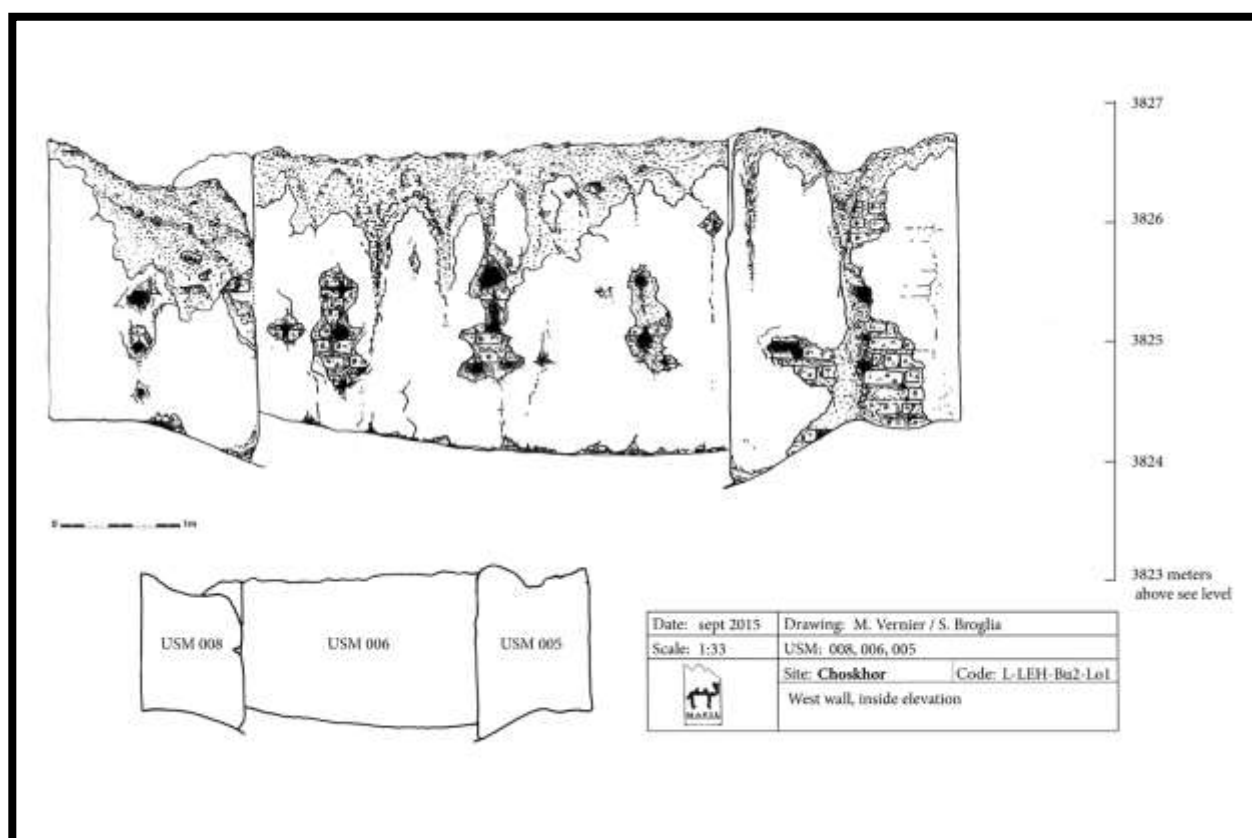 3827
3826
3825
3824
3823 meters
above see level
0 1m
USM 008
USM 006
USM 005
Date: sept 2015 Drawing: M. Vernier / S. Broglia
Scale: 1:33 USM: 008, 006, 005
Site: Choskhor Code: L-LEH-Bu2-Lo1
West wall, inside elevation